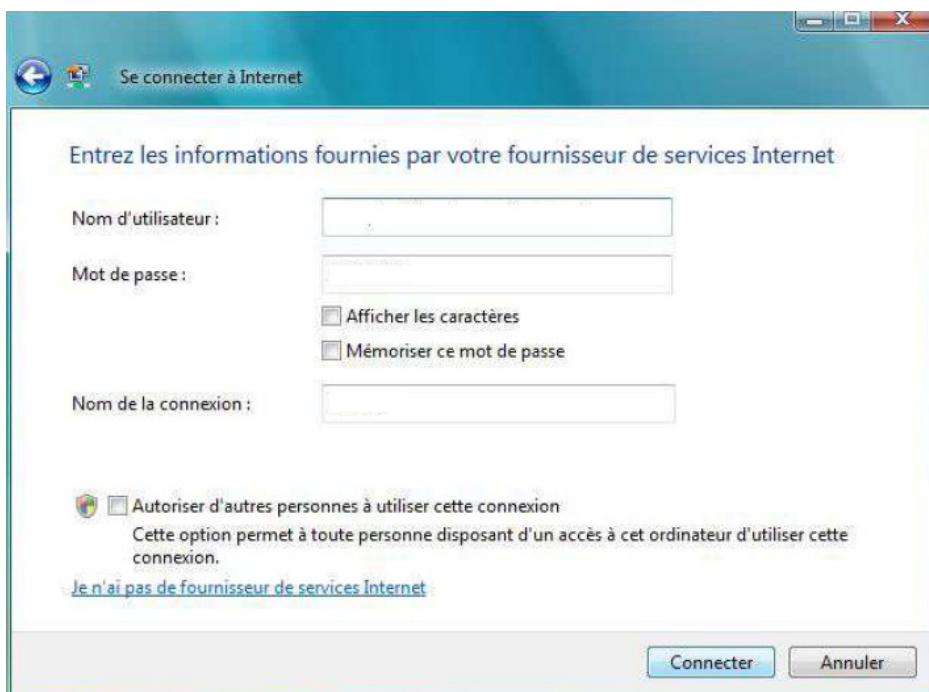 Se connecter à Internet
Entrez les informations fournies par votre fournisseur de services Internet
Nom d'utilisateur :
Mot de passe :
Afficher les caractères
Mémoriser ce mot de passe
Nom de la connexion :
Autoriser d'autres personnes à utiliser cette connexion
Cette option permet à toute personne disposant d'un accès à cet ordinateur d'utiliser cette
connexion.
Je n'ai pas de fournisseur de services Internet
Connecter Annuler